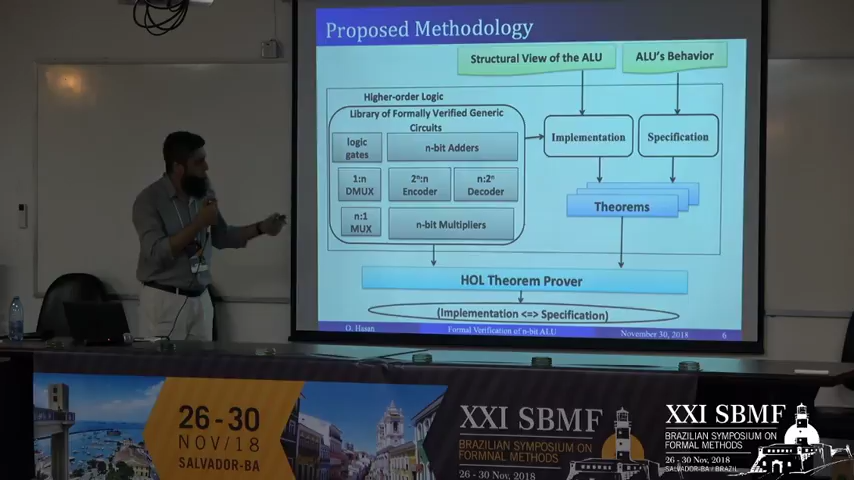 Proposed Methodology
Structural View of the ALU
ALU's Behavior
Higher-order Logic
Library of Formally Verified Generic
Circuits
logic
gates
n-bit Adders
1:n
DMUX
2ⁿ:n
Encoder
n:2ⁿ
Decoder
n:1
MUX
n-bit Multipliers
Implementation
Specification
Theorems
HOL Theorem Prover
(Implementation <=> Specification)
O. Hasan
Formal Verification of n-bit ALU
November 30, 2018
6
26-30
NOV/18
SALVADOR-BA
XXI SBMF
BRAZILIAN SYMPOSIUM ON
FORMNAL METHODS
26 - 30 Nov, 2018
XXI SBMF
BRAZILIAN SYMPOSIUM ON
FORMAL METHODS
SALVADOR-BA / BRAZIL
26 - 30 Nov, 2018